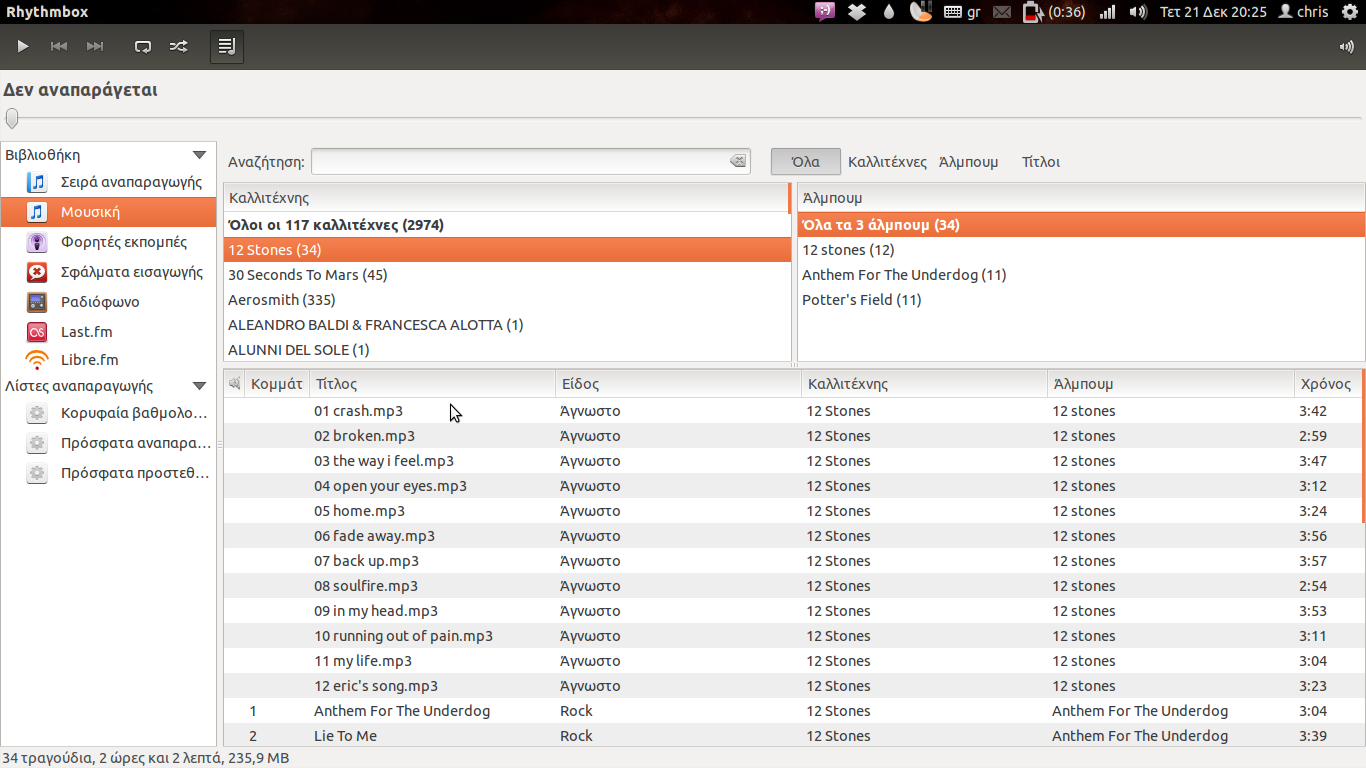 Rhythmbox gr (0:36) Τετ 21 Δεκ 20:25 chris
Δεν αναπαράγεται
Βιβλιοθήκη
Σειρά αναπαραγωγής
Μουσική
Φορητές εκπομπές
Σφάλματα εισαγωγής
Ραδιόφωνο
Last.fm
Libre.fm
Λίστες αναπαραγωγής
Κορυφαία βαθμολο...
Πρόσφατα αναπαρα...
Πρόσφατα προστεθ...
Αναζήτηση: Όλα Καλλιτέχνες Άλμπουμ Τίτλοι
Καλλιτέχνης
Όλοι οι 117 καλλιτέχνες (2974)
12 Stones (34)
30 Seconds To Mars (45)
Aerosmith (335)
ALEANDRO BALDI & FRANCESCA ALOTTA (1)
ALUNNI DEL SOLE (1)
Άλμπουμ
Όλα τα 3 άλμπουμ (34)
12 stones (12)
Anthem For The Underdog (11)
Potter's Field (11)
Κομμάτ Τίτλος Είδος Καλλιτέχνης Άλμπουμ Χρόνος
01 crash.mp3 Άγνωστο 12 Stones 12 stones 3:42
02 broken.mp3 Άγνωστο 12 Stones 12 stones 2:59
03 the way i feel.mp3 Άγνωστο 12 Stones 12 stones 3:47
04 open your eyes.mp3 Άγνωστο 12 Stones 12 stones 3:12
05 home.mp3 Άγνωστο 12 Stones 12 stones 3:24
06 fade away.mp3 Άγνωστο 12 Stones 12 stones 3:56
07 back up.mp3 Άγνωστο 12 Stones 12 stones 3:57
08 soulfire.mp3 Άγνωστο 12 Stones 12 stones 2:54
09 in my head.mp3 Άγνωστο 12 Stones 12 stones 3:53
10 running out of pain.mp3 Άγνωστο 12 Stones 12 stones 3:11
11 my life.mp3 Άγνωστο 12 Stones 12 stones 3:04
12 eric's song.mp3 Άγνωστο 12 Stones 12 stones 3:23
1 Anthem For The Underdog Rock 12 Stones Anthem For The Underdog 3:04
2 Lie To Me Rock 12 Stones Anthem For The Underdog 3:39
34 τραγούδια, 2 ώρες και 2 λεπτά, 235,9 MB